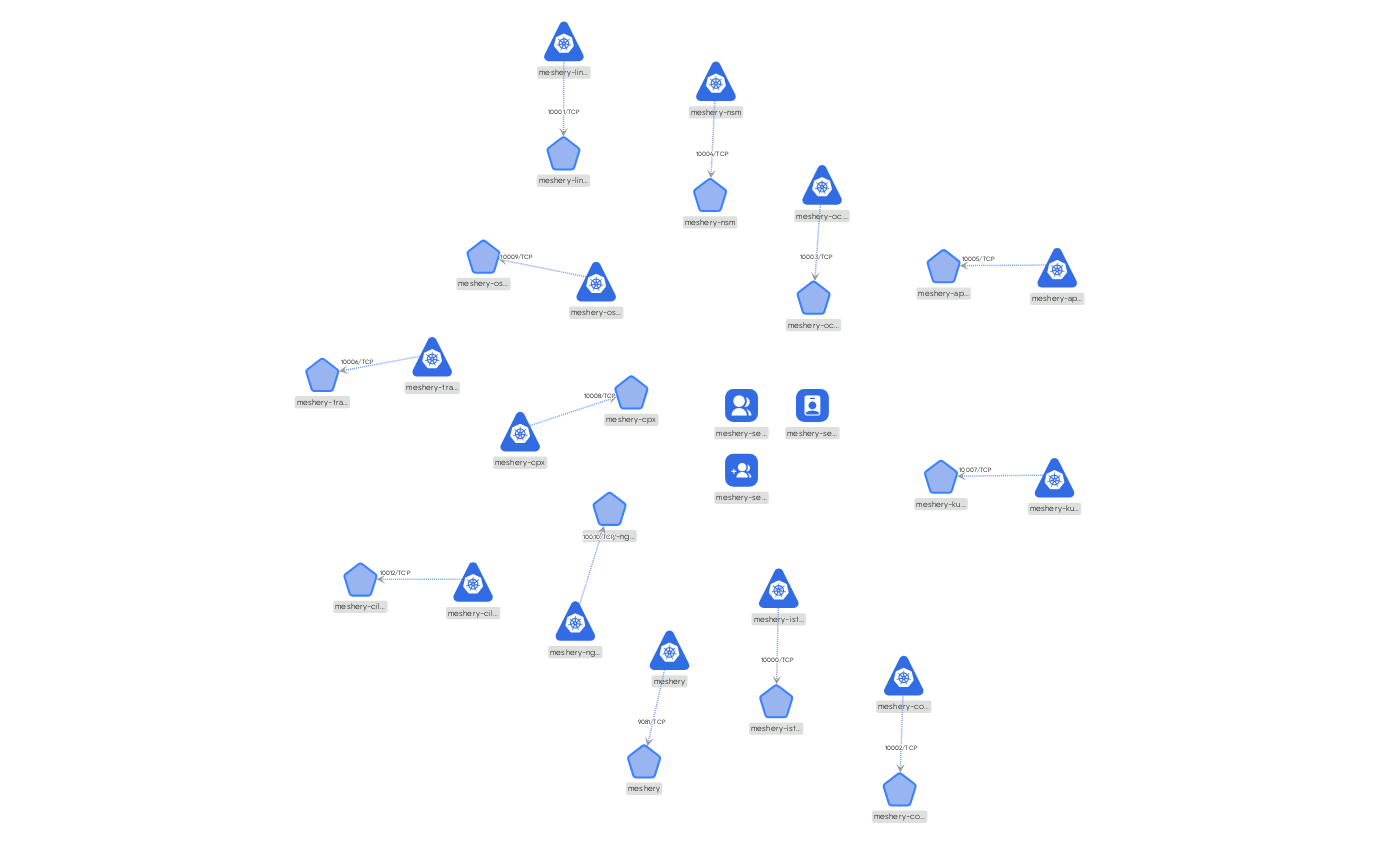 meshery-lin...
10001/TCP
meshery-lin...
meshery-nsm
10004/TCP
meshery-nsm
meshery-oc...
10003/TCP
meshery-oc...
10009/TCP
meshery-os...
meshery-os...
10005/TCP
meshery-ap...
meshery-ap...
10006/TCP
meshery-tra...
meshery-tra...
10008/TCP
meshery-cpx
meshery-cpx
meshery-se...
meshery-se...
meshery-se...
10007/TCP
meshery-ku...
meshery-ku...
10010/TCP
-ng...
meshery-ng...
10012/TCP
meshery-cil...
meshery-cil...
meshery
9081/TCP
meshery
meshery-ist...
10000/TCP
meshery-ist...
meshery-co...
10002/TCP
meshery-co...